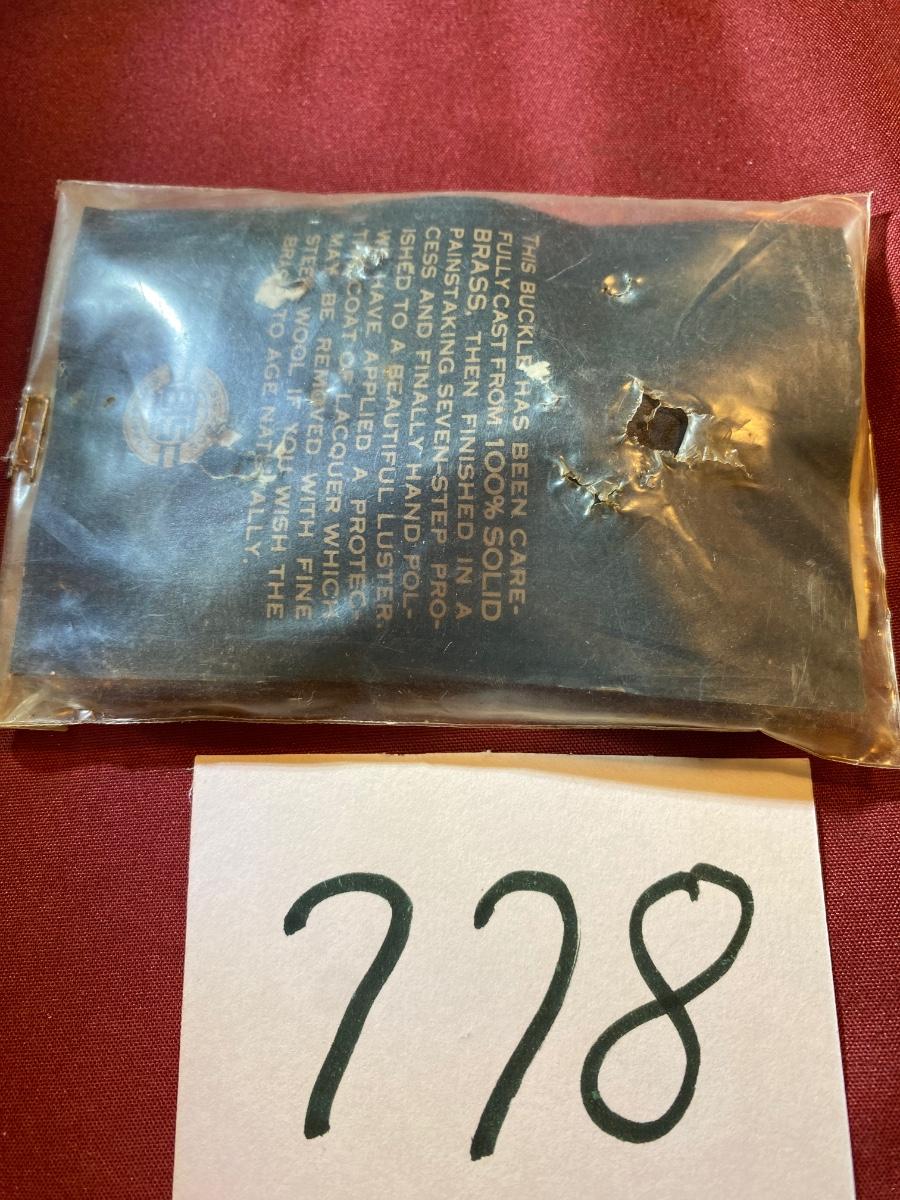 THIS BUCKLE HAS BEEN CARE-
FULLY CAST FROM 100% SOLID
BRASS, THEN FINISHED IN A
PAINSTAKING SEVEN-STEP PRO-
CESS AND FINALLY HAND POL-
ISHED TO A BEAUTIFUL LUSTER.
WE HAVE APPLIED A PROTEC-
COAT OF LACQUER WHICH
MAY BE REMOVED WITH FINE
STEEL WOOL IF YOU WISH THE
TO AGE NATURALLY.
778